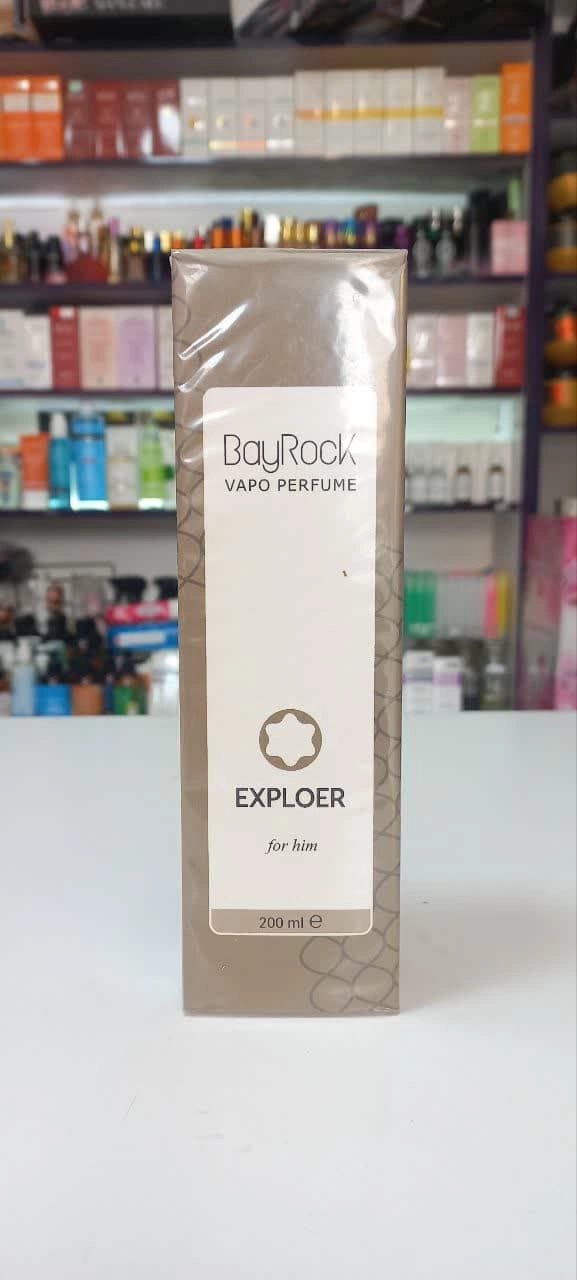 BayRock
VAPO PERFUME
EXPLOER
for him
200 ml ℮